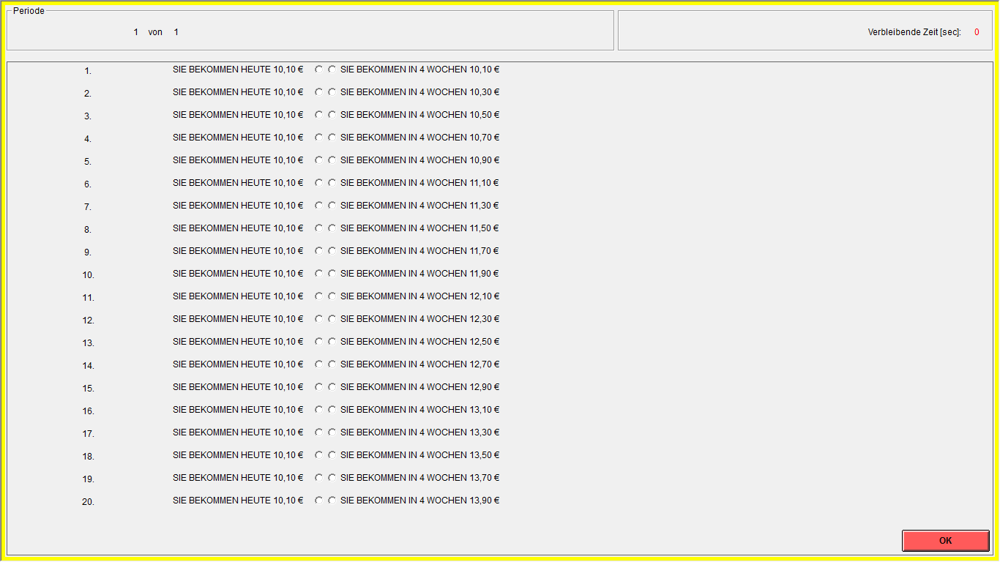 Periode
1 von 1
Verbleibende Zeit [sec]: 0
1. SIE BEKOMMEN HEUTE 10,10 € SIE BEKOMMEN IN 4 WOCHEN 10,10 €
2. SIE BEKOMMEN HEUTE 10,10 € SIE BEKOMMEN IN 4 WOCHEN 10,30 €
3. SIE BEKOMMEN HEUTE 10,10 € SIE BEKOMMEN IN 4 WOCHEN 10,50 €
4. SIE BEKOMMEN HEUTE 10,10 € SIE BEKOMMEN IN 4 WOCHEN 10,70 €
5. SIE BEKOMMEN HEUTE 10,10 € SIE BEKOMMEN IN 4 WOCHEN 10,90 €
6. SIE BEKOMMEN HEUTE 10,10 € SIE BEKOMMEN IN 4 WOCHEN 11,10 €
7. SIE BEKOMMEN HEUTE 10,10 € SIE BEKOMMEN IN 4 WOCHEN 11,30 €
8. SIE BEKOMMEN HEUTE 10,10 € SIE BEKOMMEN IN 4 WOCHEN 11,50 €
9. SIE BEKOMMEN HEUTE 10,10 € SIE BEKOMMEN IN 4 WOCHEN 11,70 €
10. SIE BEKOMMEN HEUTE 10,10 € SIE BEKOMMEN IN 4 WOCHEN 11,90 €
11. SIE BEKOMMEN HEUTE 10,10 € SIE BEKOMMEN IN 4 WOCHEN 12,10 €
12. SIE BEKOMMEN HEUTE 10,10 € SIE BEKOMMEN IN 4 WOCHEN 12,30 €
13. SIE BEKOMMEN HEUTE 10,10 € SIE BEKOMMEN IN 4 WOCHEN 12,50 €
14. SIE BEKOMMEN HEUTE 10,10 € SIE BEKOMMEN IN 4 WOCHEN 12,70 €
15. SIE BEKOMMEN HEUTE 10,10 € SIE BEKOMMEN IN 4 WOCHEN 12,90 €
16. SIE BEKOMMEN HEUTE 10,10 € SIE BEKOMMEN IN 4 WOCHEN 13,10 €
17. SIE BEKOMMEN HEUTE 10,10 € SIE BEKOMMEN IN 4 WOCHEN 13,30 €
18. SIE BEKOMMEN HEUTE 10,10 € SIE BEKOMMEN IN 4 WOCHEN 13,50 €
19. SIE BEKOMMEN HEUTE 10,10 € SIE BEKOMMEN IN 4 WOCHEN 13,70 €
20. SIE BEKOMMEN HEUTE 10,10 € SIE BEKOMMEN IN 4 WOCHEN 13,90 €
OK